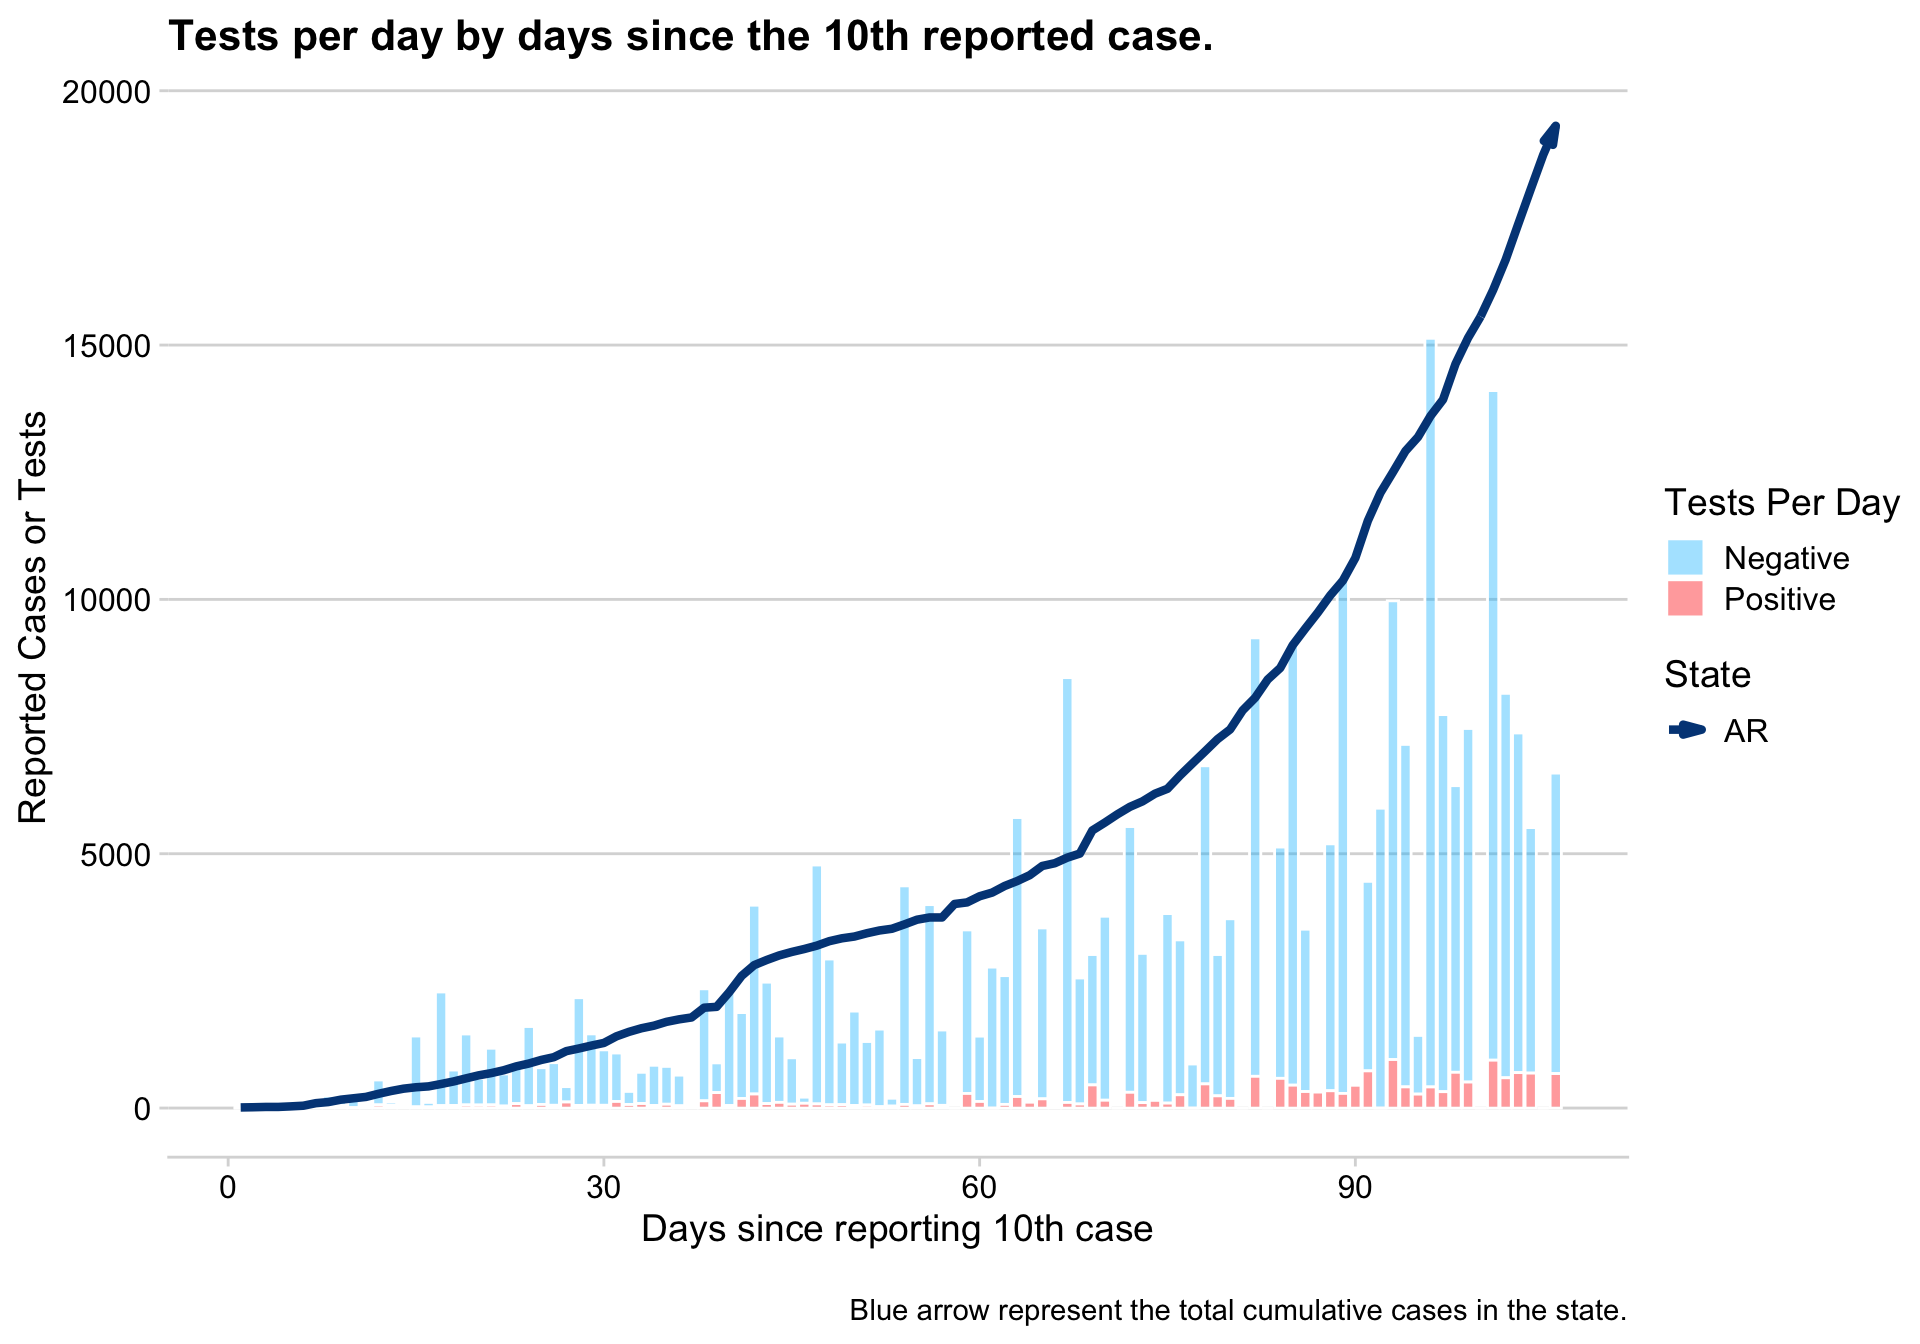 Tests per day by days since the 10th reported case.
20000
15000
10000
5000
0
Reported Cases or Tests
0 30 60 90
Days since reporting 10th case
Tests Per Day
Negative
Positive
State
AR
Blue arrow represent the total cumulative cases in the state.